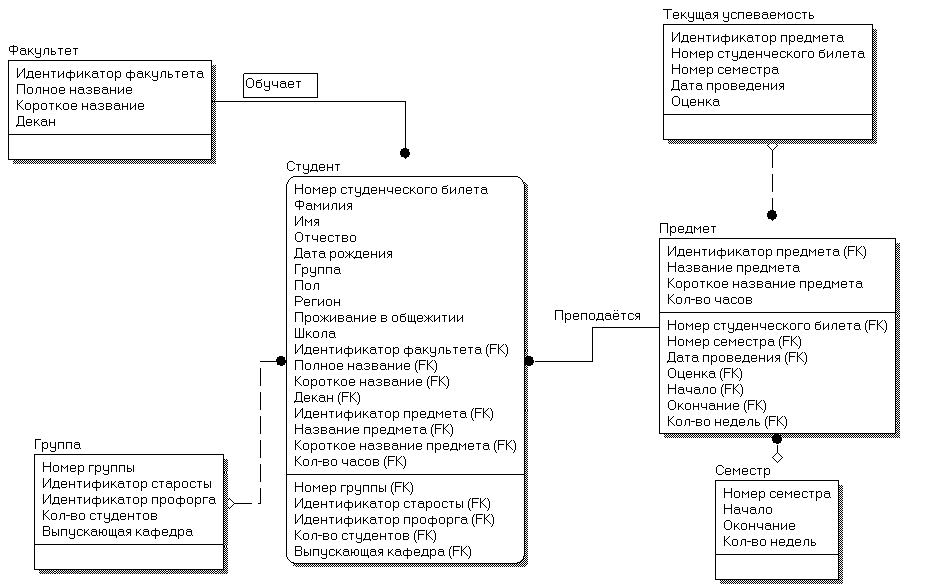 Факультет
Идентификатор факультета
Полное название
Короткое название
Декан
Обучает
Текущая успеваемость
Идентификатор предмета
Номер студенческого билета
Номер семестра
Дата проведения
Оценка
Студент
Номер студенческого билета
Фамилия
Имя
Отчество
Дата рождения
Группа
Пол
Регион
Проживание в общежитии
Школа
Идентификатор факультета (FK)
Полное название (FK)
Короткое название (FK)
Декан (FK)
Идентификатор предмета (FK)
Название предмета (FK)
Короткое название предмета (FK)
Кол-во часов (FK)
Номер группы (FK)
Идентификатор старосты (FK)
Идентификатор профорга (FK)
Кол-во студентов (FK)
Выпускающая кафедра (FK)
Преподаётся
Предмет
Идентификатор предмета (FK)
Название предмета
Короткое название предмета
Кол-во часов
Номер студенческого билета (FK)
Номер семестра (FK)
Дата проведения (FK)
Оценка (FK)
Начало (FK)
Окончание (FK)
Кол-во недель (FK)
Группа
Номер группы
Идентификатор старосты
Идентификатор профорга
Кол-во студентов
Выпускающая кафедра
Семестр
Номер семестра
Начало
Окончание
Кол-во недель